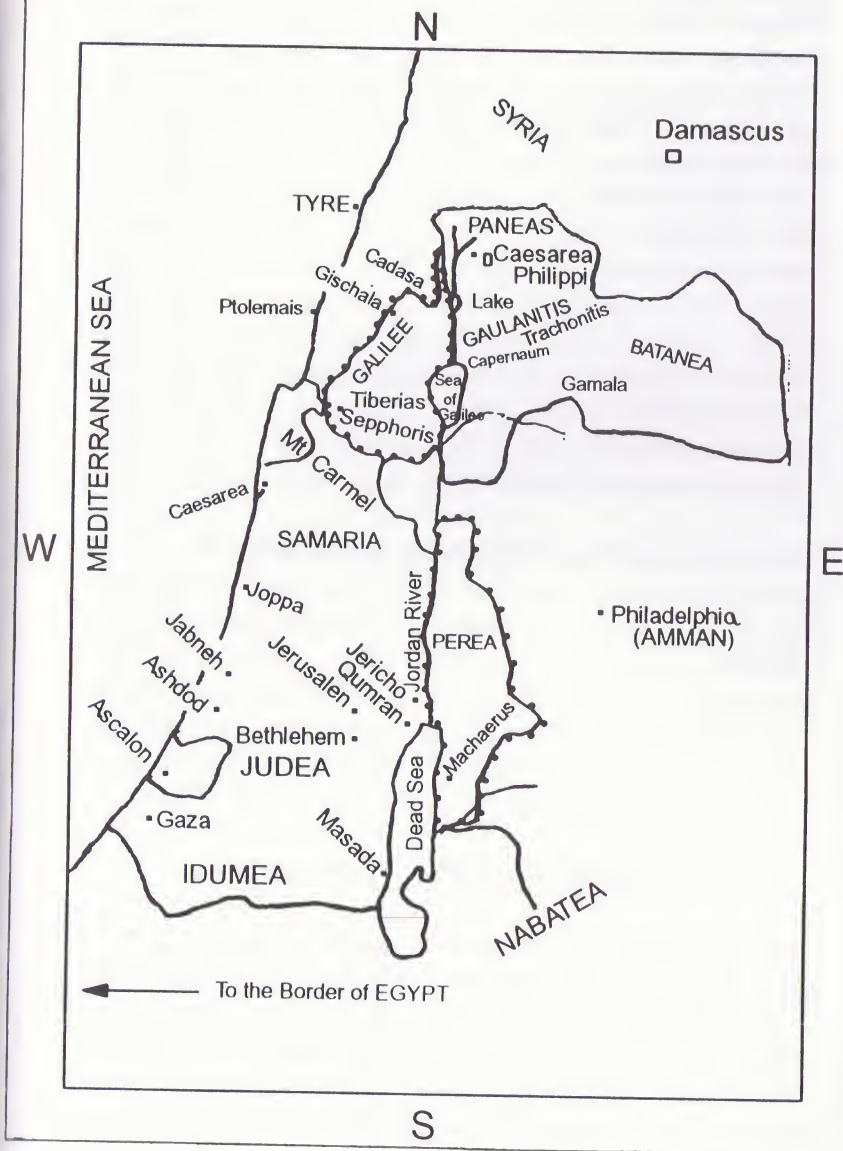 N
SYRIA
Damascus
TYRE
PANEAS
Cadasa
Caesarea
Philippi
Gischala
Ptolemais
Lake
GAULANITIS
Trachonitis
MEDITERRANEAN SEA
GALILEE
Capernaum
BATANEA
Sea
of
Galilee
Gamala
Tiberias
Sepphoris
Mt
Carmel
Caesarea
SAMARIA
W
E
Joppa
Jordan River
Philadelphia
(AMMAN)
PEREA
Jabneh
Ashdod
Jerusalen
Jericho
Qumran
Ascalon
Bethlehem
JUDEA
Machaerus
Dead Sea
Gaza
Masada
IDUMEA
NABATEA
To the Border of EGYPT
S